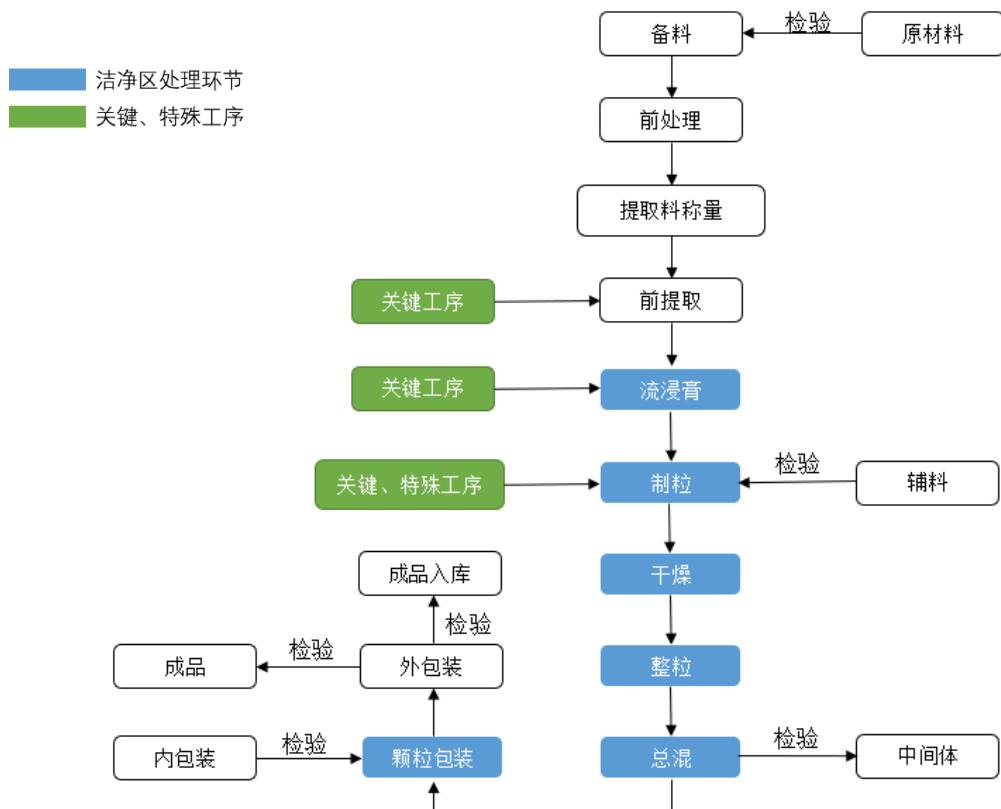 备料
检验
原材料
洁净区处理环节
关键、特殊工序
前处理
提取料称量
关键工序
前提取
关键工序
流浸膏
关键、特殊工序
制粒
检验
辅料
成品入库
干燥
检验
成品
检验
外包装
整粒
内包装
检验
颗粒包装
总混
检验
中间体